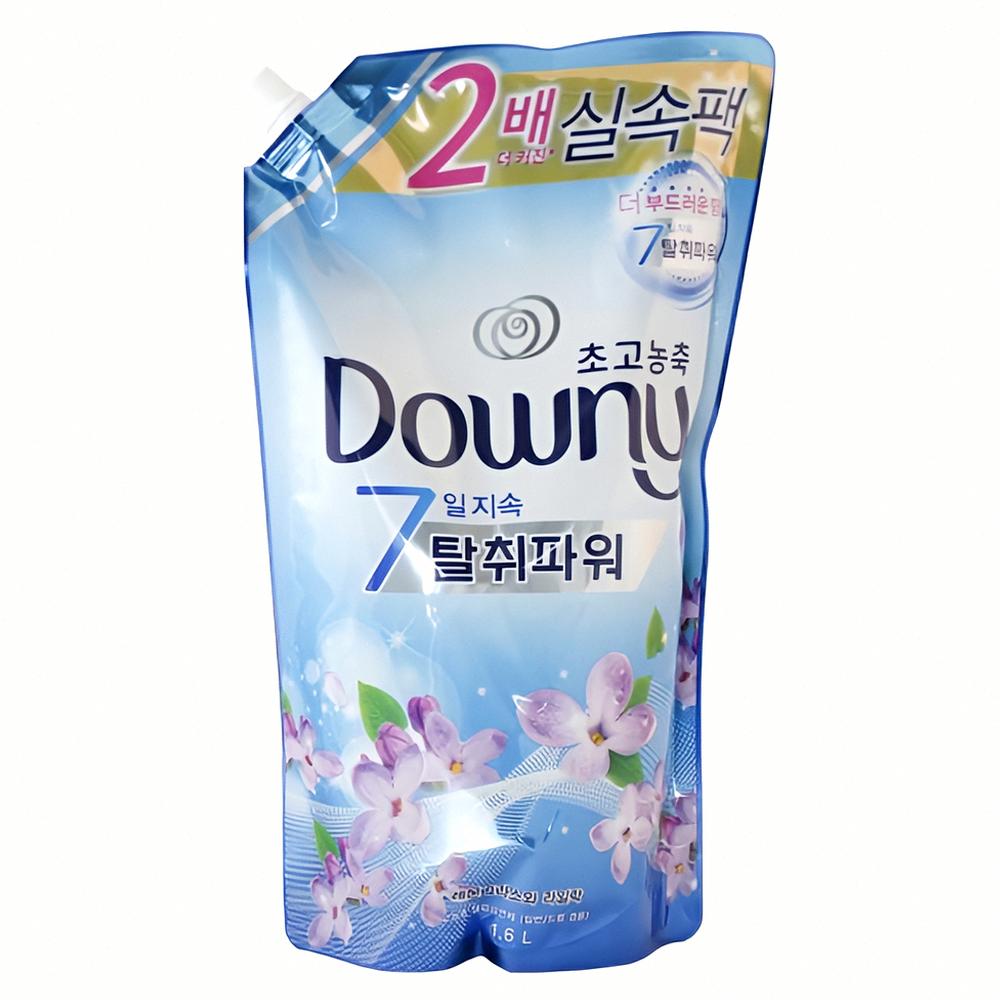 2배 실속팩
더 커진*
더 부드러운
7 탈취파워
초고농축
Downy
7일 지속
탈취파워
1.6 L